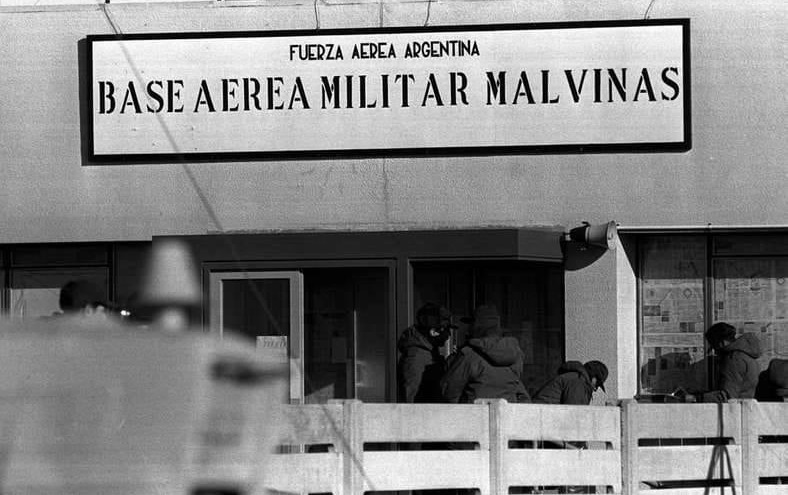 FUERZA AEREA ARGENTINA
BASE AEREA MILITAR MALVINAS